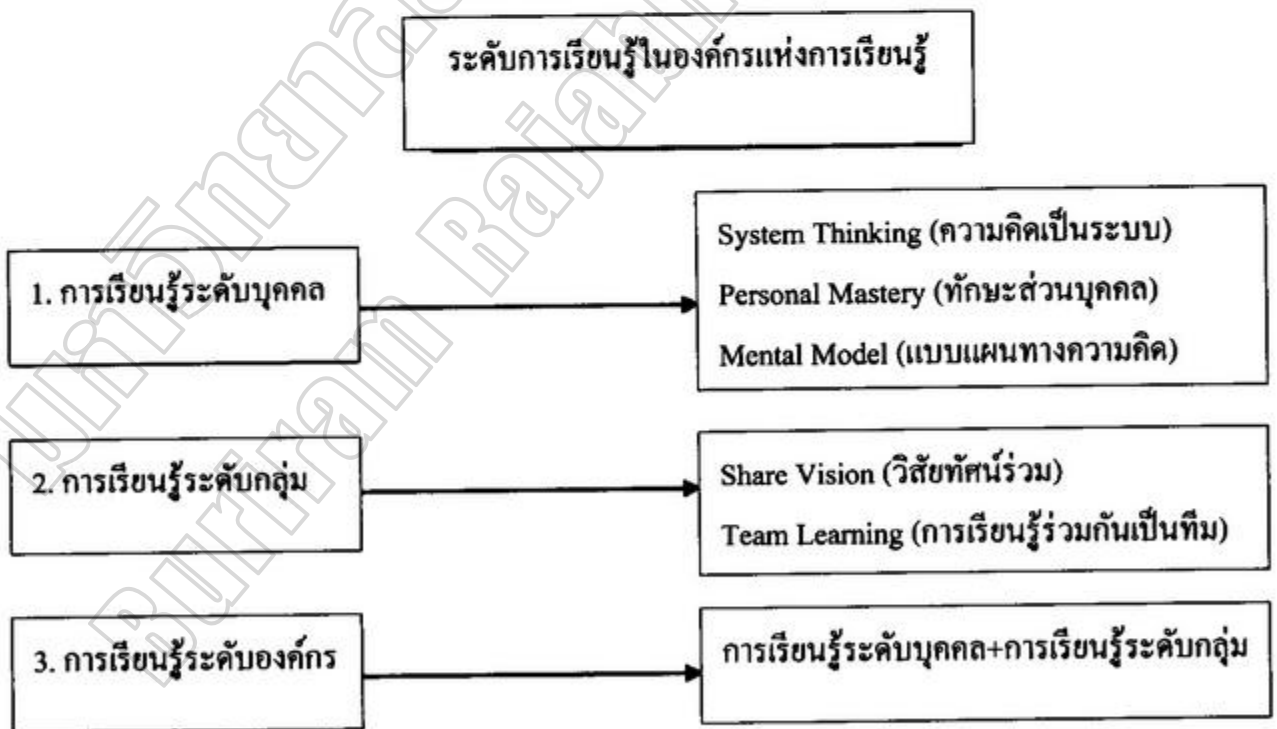 ระดับการเรียนรู้ในองค์กรแห่งการเรียนรู้
1. การเรียนรู้ระดับบุคคล
System Thinking (ความคิดเป็นระบบ)
Personal Mastery (ทักษะส่วนบุคคล)
Mental Model (แบบแผนทางความคิด)
2. การเรียนรู้ระดับกลุ่ม
Share Vision (วิสัยทัศน์ร่วม)
Team Learning (การเรียนรู้ร่วมกันเป็นทีม)
3. การเรียนรู้ระดับองค์กร
การเรียนรู้ระดับบุคคล+การเรียนรู้ระดับกลุ่ม
Buriram